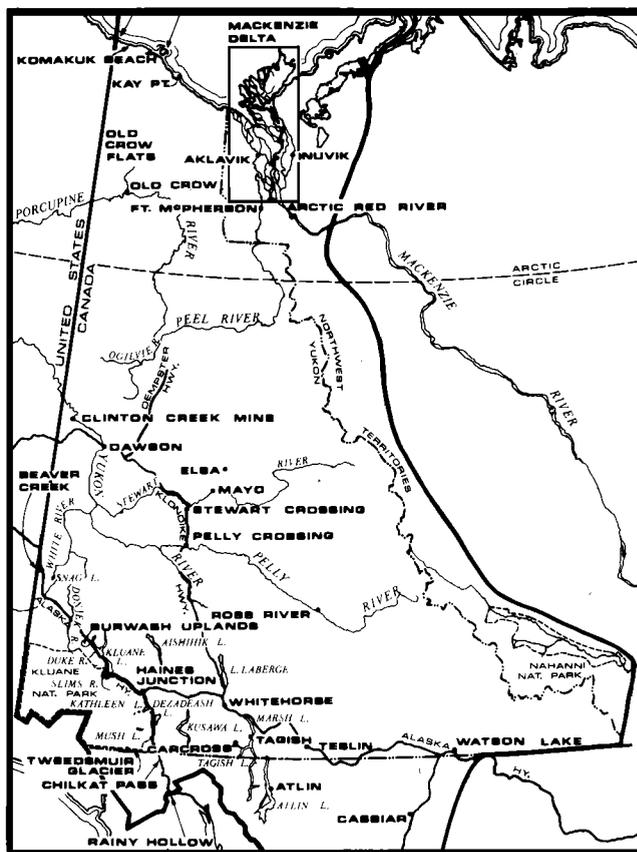 MACKENZIE
DELTA
KOMAKUK BEACH
KAY PT.
OLD
CROW
FLATS
AKLAVIK
INUVIK
OLD CROW
PORCUPINE
RIVER
FT. McPHERSON
ARCTIC RED RIVER
MACKENZIE
RIVER
ARCTIC
CIRCLE
UNITED STATES
CANADA
PEEL RIVER
OGILVIE R.
DEMPSTER
HWY.
NORTHWEST
YUKON
TERRITORIES
CLINTON CREEK MINE
DAWSON
BEAVER
CREEK
YUKON
ELSA
RIVER
STEWART
MAYO
KLONDIKE
STEWART CROSSING
PELLY CROSSING
WHITE RIVER
RIVER
HWY.
PELLY
RIVER
SNAG L.
ALASKA
DONJEK R.
ROSS RIVER
BURWASH UPLANDS
AISHIHIK L.
KLUANE
L.
DUKE R.
KLUANE
NAT. PARK
SLIMS R.
HY.
HAINES
JUNCTION
L. LABERGE
NAHANNI
NAT. PARK
KATHLEEN L.
DEZADEASH
L.
WHITEHORSE
MARSH L.
KUSAWA L.
MUSH L.
CARCROSS
TAGISH
TESLIN
ALASKA
WATSON LAKE
TWEEDSMUIR
GLACIER
TAGISH L.
CHILKAT PASS
ATLIN
ATLIN L.
HY.
CASSIAR
RAINY HOLLOW